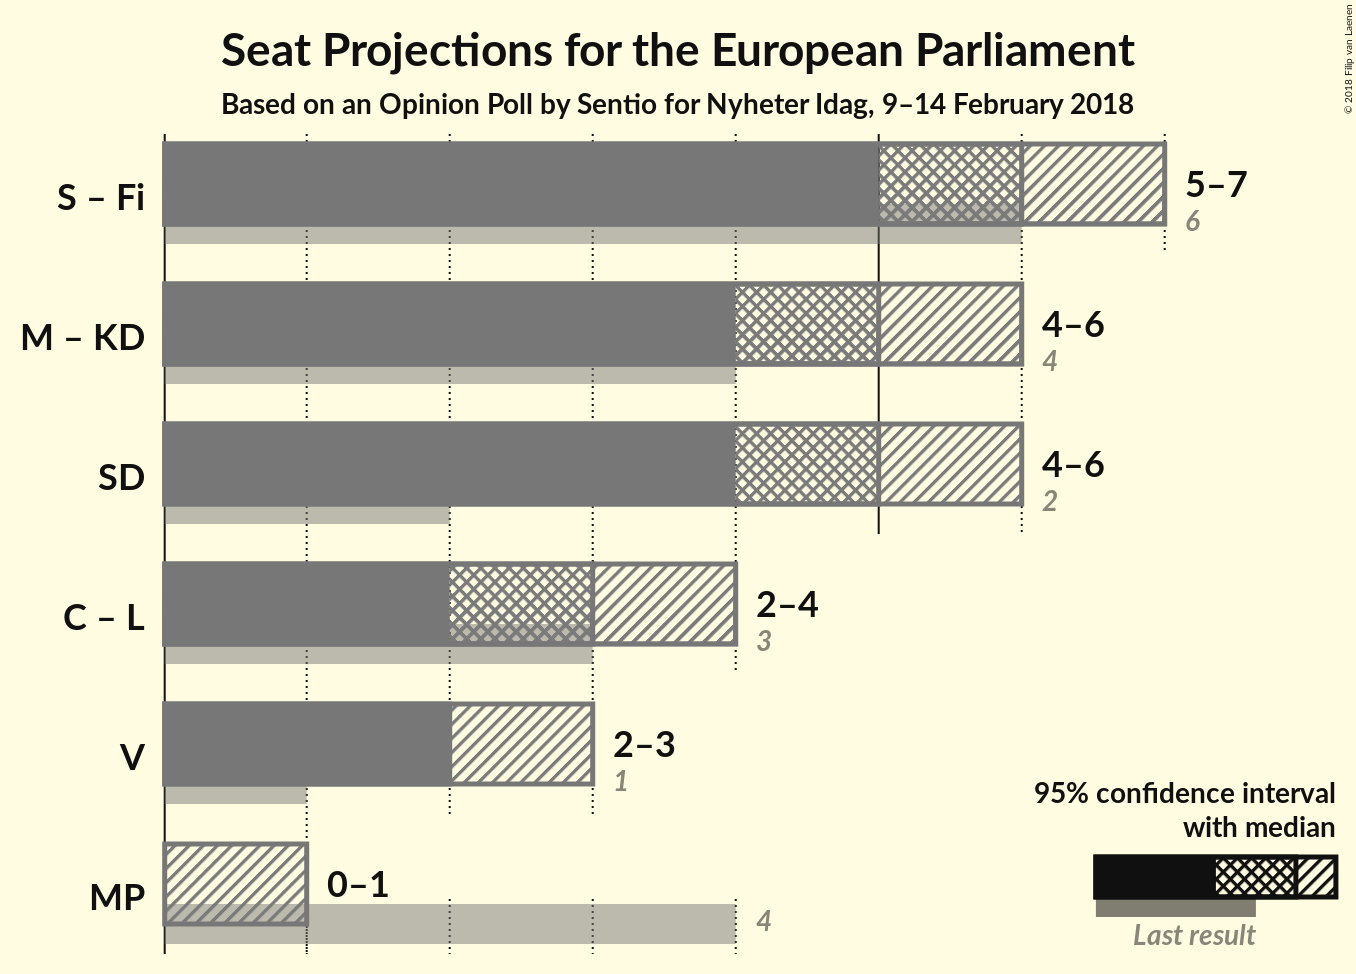 Seat Projections for the European Parliament
Based on an Opinion Poll by Sentio for Nyheter Idag, 9–14 February 2018
© 2018 Filip van Laenen
S – Fi
5–7
6
M – KD
4–6
4
SD
4–6
2
C – L
2–4
3
V
2–3
1
MP
0–1
4
95% confidence interval
with median
Last result